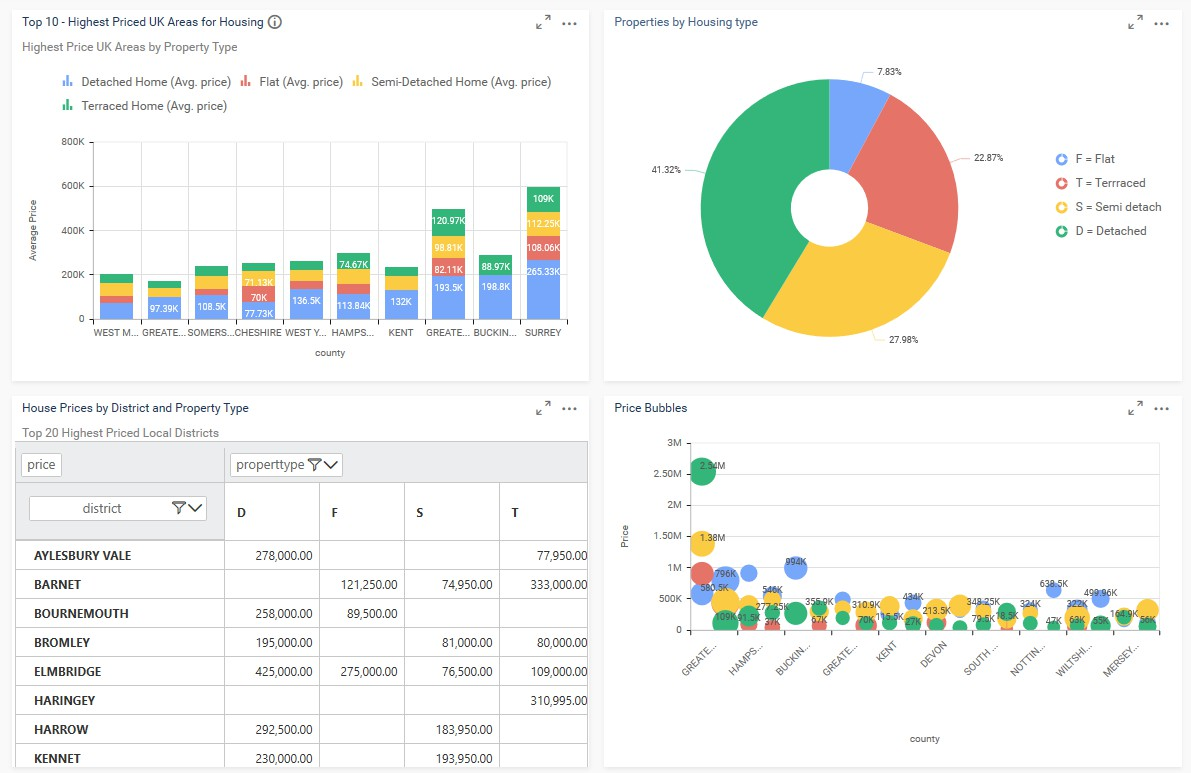 Top 10 - Highest Priced UK Areas for Housing
Highest Price UK Areas by Property Type
Detached Home (Avg. price) Flat (Avg. price) Semi-Detached Home (Avg. price)
Terraced Home (Avg. price)
800K
600K
400K
200K
0
Average Price
109K
120.97K
112.25K
98.81K
108.06K
74.67K
88.97K
82.11K
71.13K
265.33K
70K
193.5K
198.8K
97.39K
108.5K
77.73K
136.5K
113.84K
132K
WEST M... GREATE... SOMERS... CHESHIRE WEST Y... HAMPS... KENT GREATE... BUCKIN... SURREY
county
Properties by Housing type
7.83%
22.87%
41.32%
27.98%
F = Flat
T = Terrraced
S = Semi detach
D = Detached
House Prices by District and Property Type
Top 20 Highest Priced Local Districts
price
propertytype
district
D F S T
AYLESBURY VALE 278,000.00 77,950.00
BARNET 121,250.00 74,950.00 333,000.00
BOURNEMOUTH 258,000.00 89,500.00
BROMLEY 195,000.00 81,000.00 80,000.00
ELMBRIDGE 425,000.00 275,000.00 76,500.00 109,000.00
HARINGEY 310,995.00
HARROW 292,500.00 183,950.00
KENNET 230,000.00 193,950.00
Price Bubbles
3M
2.50M
2M
1.50M
1M
500K
0
Price
2.54M
1.38M
796K
994K
580.5K
546K
638.5K
499.96K
277.25K
355.9K
310.9K
434K
213.5K
348.25K
324K
322K
164.9K
109K
91.5K
37K
67K
70K
115.5K
27K
79.5K
18.5K
47K
63K
55K
56K
GREATE... HAMPS... BUCKIN... GREATE... KENT DEVON SOUTH ... NOTTIN... WILTSHI... MERSEY...
county